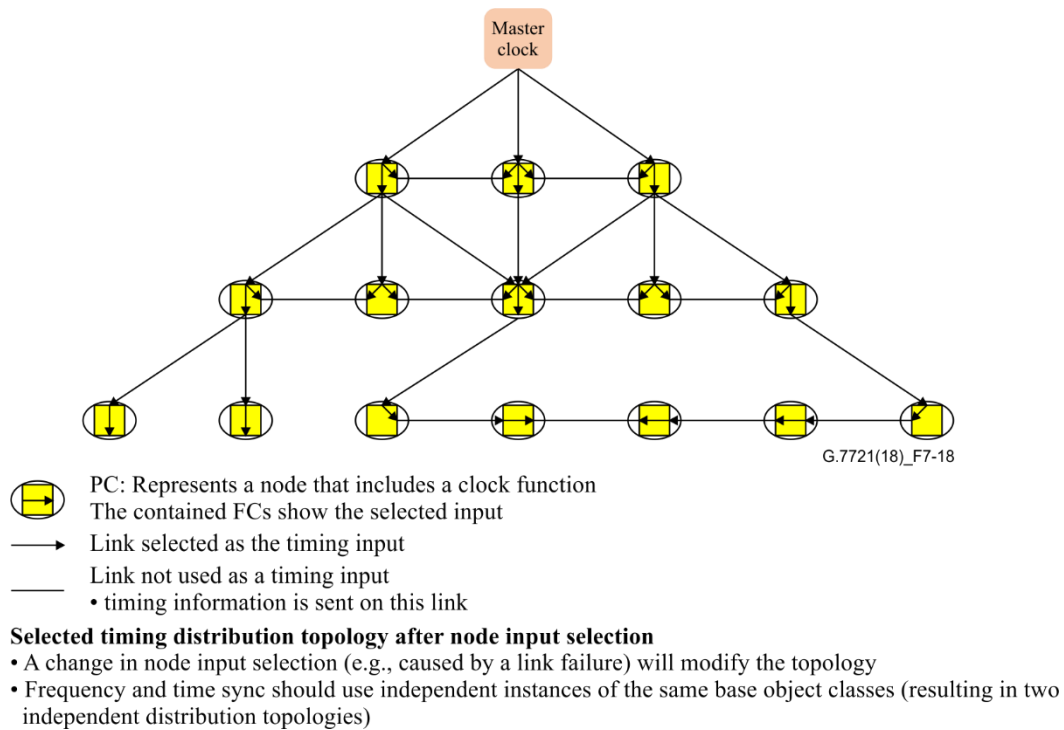 Master
clock
G.7721(18)_F7-18
PC: Represents a node that includes a clock function
The contained FCs show the selected input
Link selected as the timing input
Link not used as a timing input
• timing information is sent on this link
Selected timing distribution topology after node input selection
• A change in node input selection (e.g., caused by a link failure) will modify the topology
• Frequency and time sync should use independent instances of the same base object classes (resulting in two
independent distribution topologies)